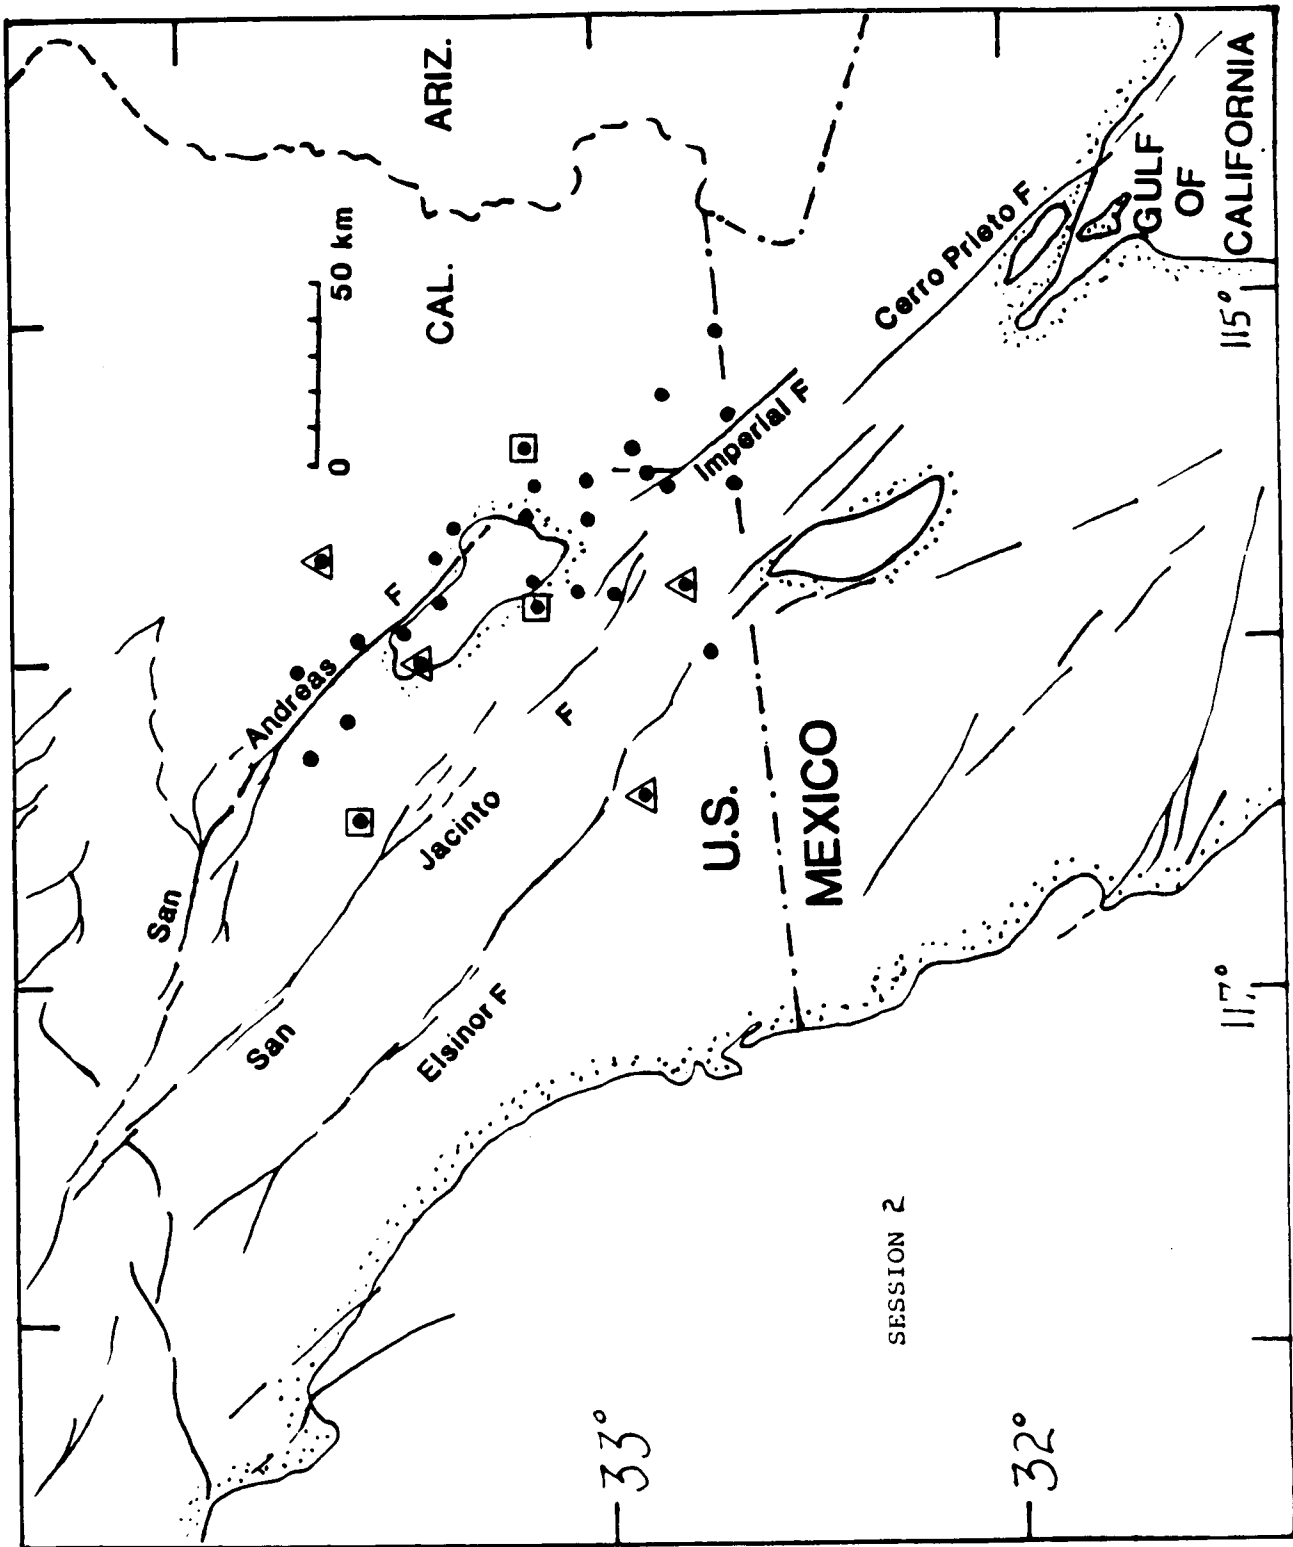 ARIZ.
CAL.
0 50 km
San Andreas F
San Jacinto F
Elsinor F
Imperial F
Cerro Prieto F
U.S.
MEXICO
GULF
OF
CALIFORNIA
33°
32°
115°
117°
SESSION 2